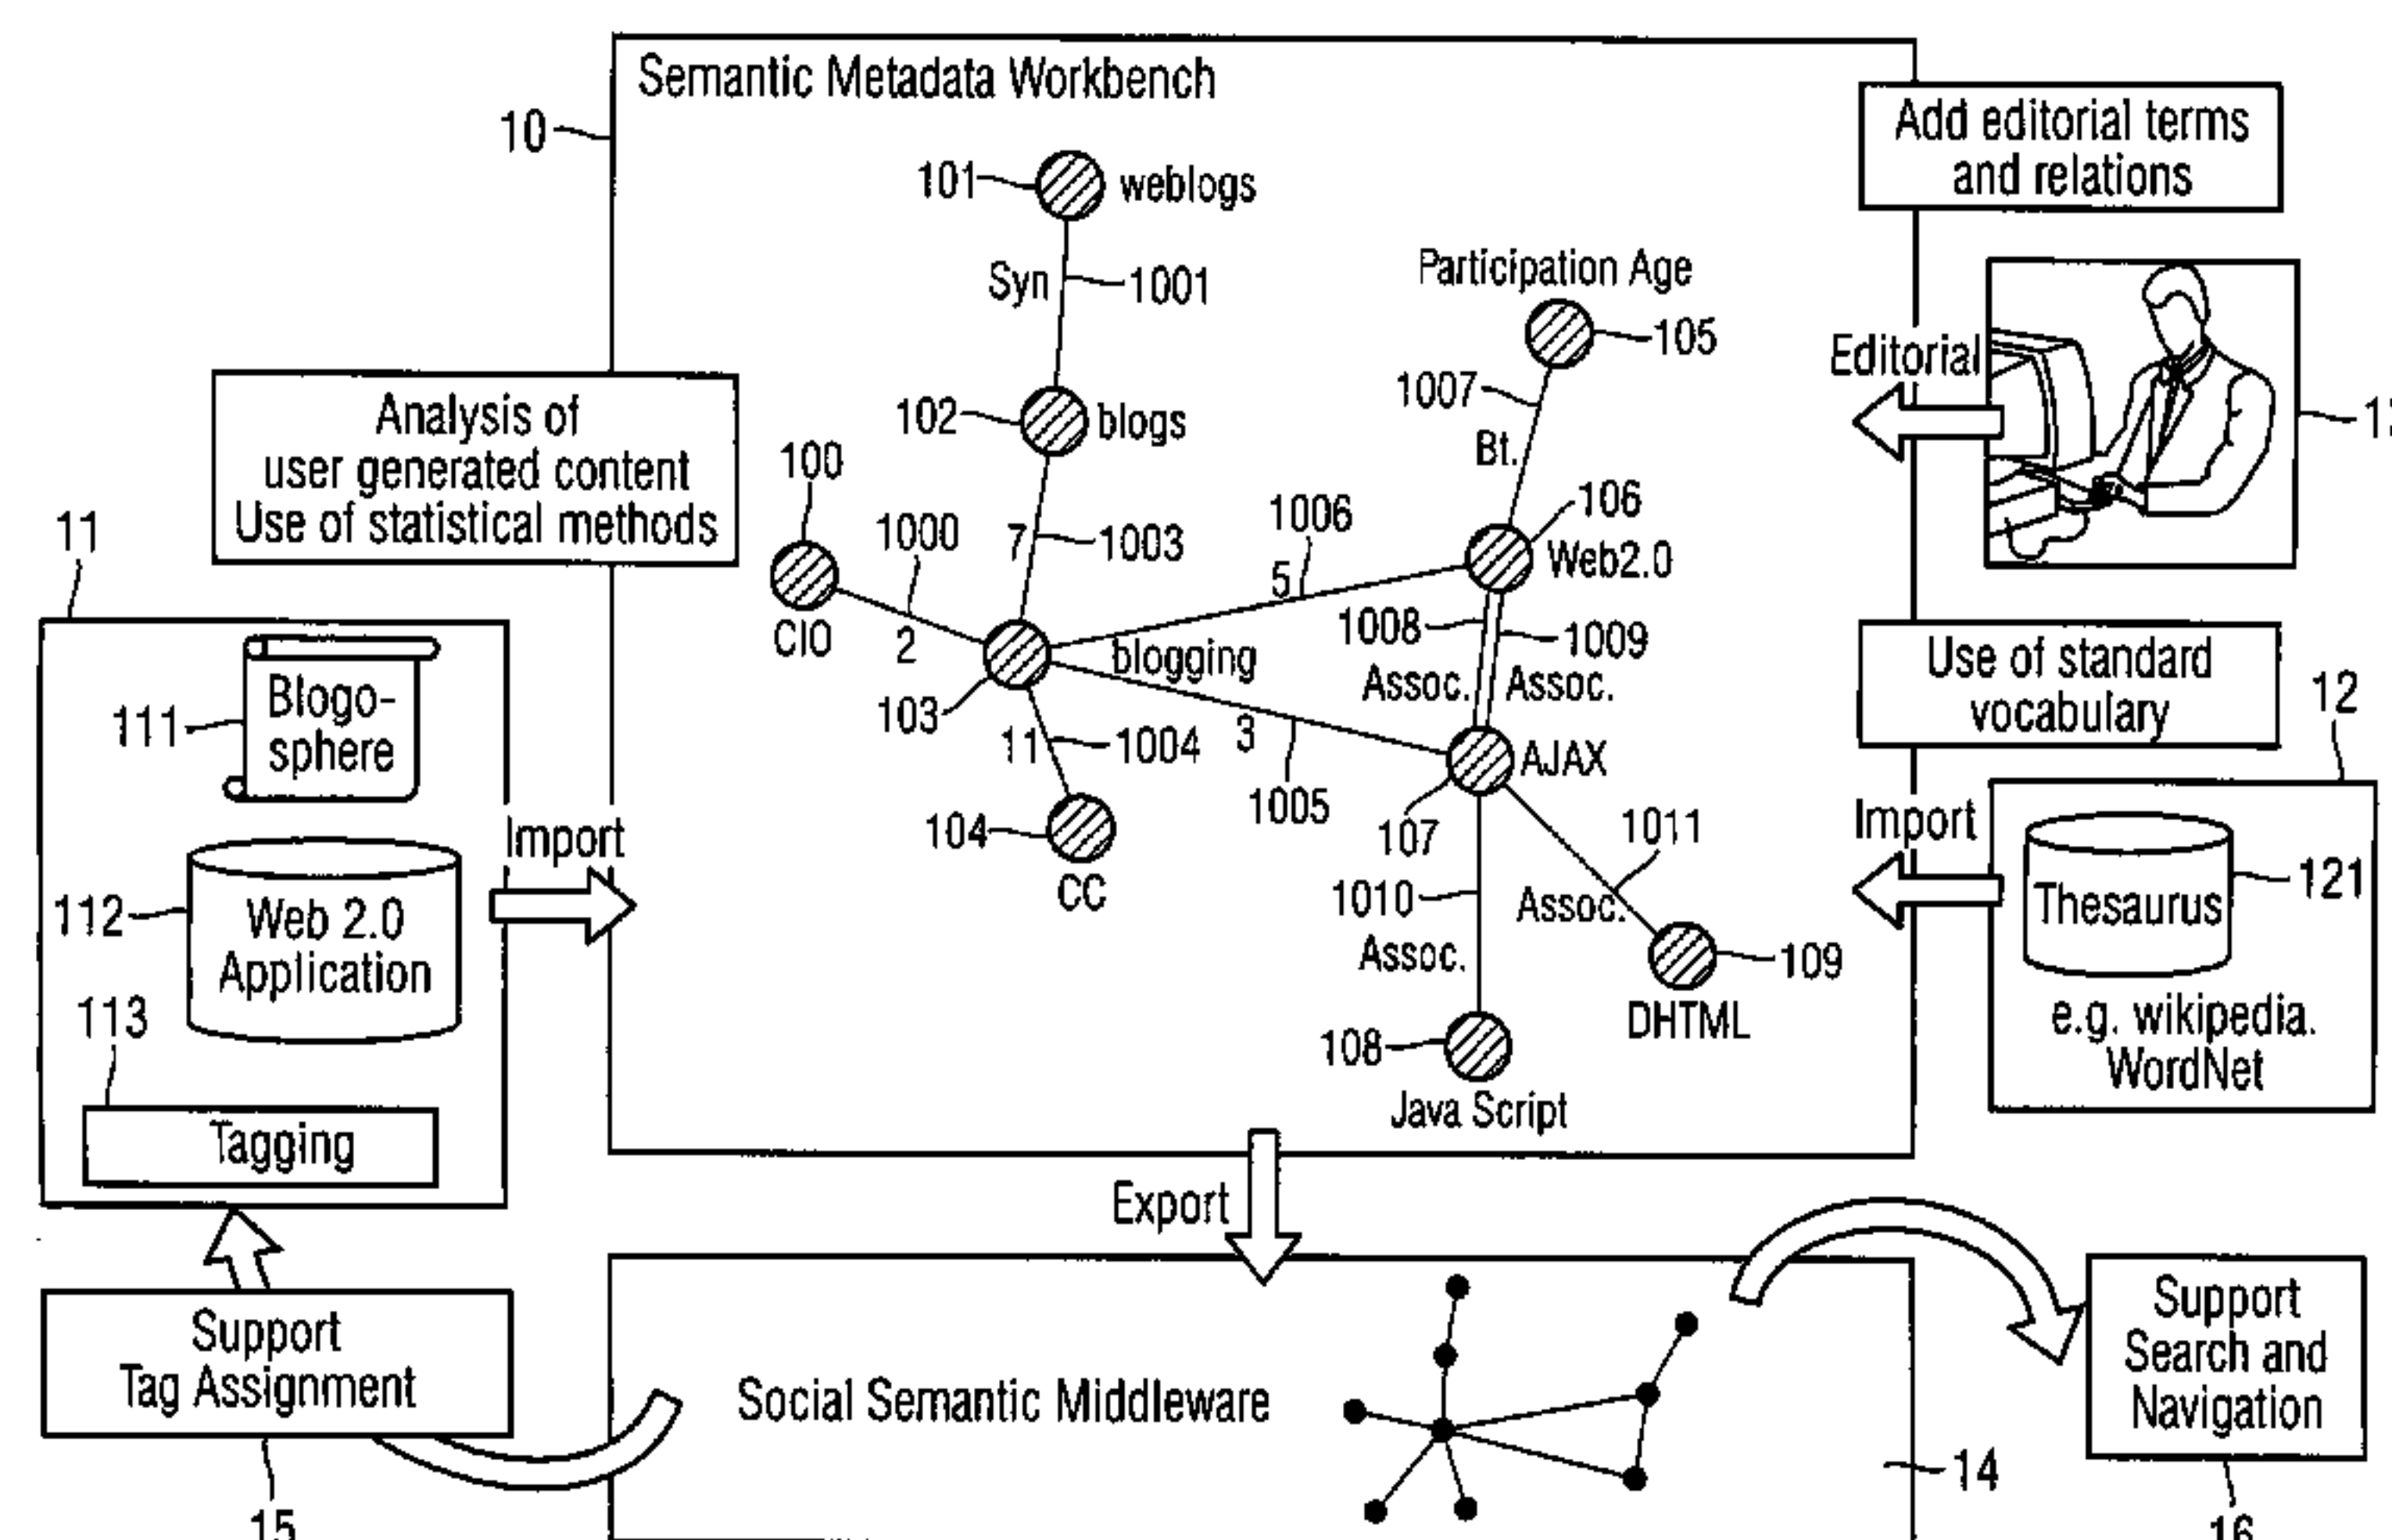 Semantic Metadata Workbench
10
Add editorial terms
and relations
101
weblogs
Syn
1001
Participation Age
105
1007
Bt.
Editorial
Analysis of
user generated content
Use of statistical methods
102
blogs
100
1000
7
1003
1006
5
106
Web2.0
CIO
2
blogging
103
1008
1009
Assoc.
Assoc.
11
1004
3
1005
AJAX
107
104
CC
1011
1010
Assoc.
Assoc.
109
DHTML
108
Java Script
11
111
Blogo-
sphere
Import
112
Web 2.0
Application
113
Tagging
Use of standard
vocabulary
12
Import
Thesaurus
121
e.g. wikipedia.
WordNet
Export
Support
Tag Assignment
15
Social Semantic Middleware
14
Support
Search and
Navigation
16